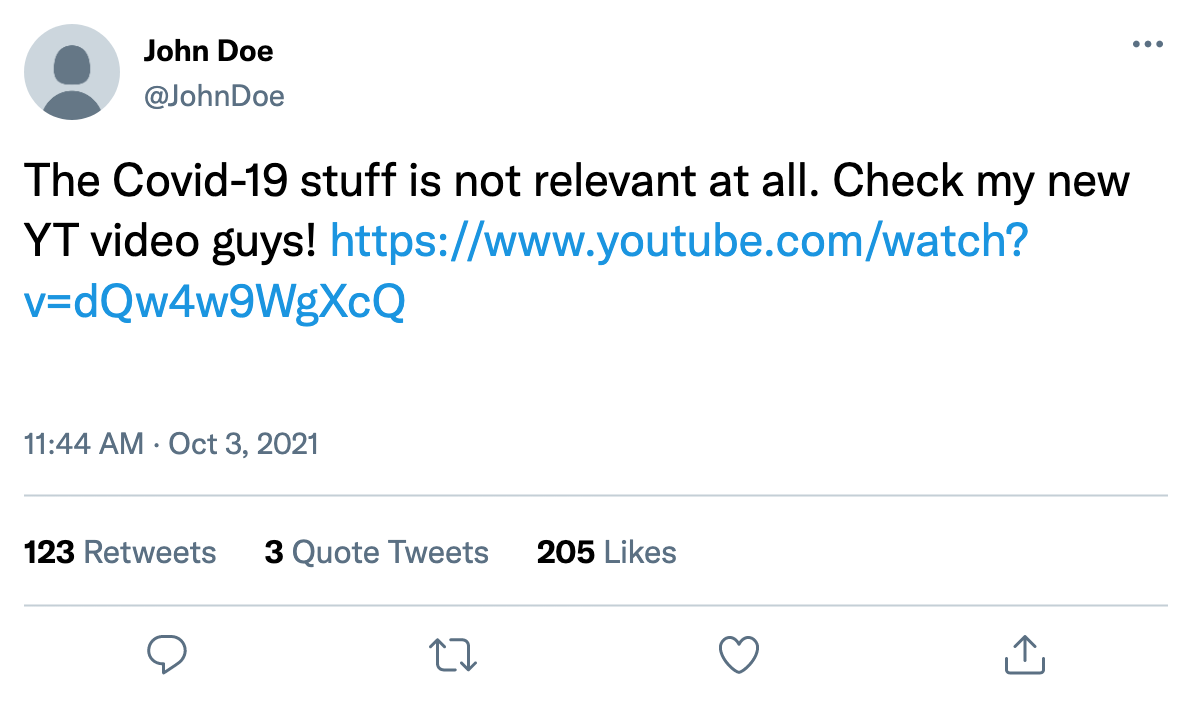 John Doe
@JohnDoe
The Covid-19 stuff is not relevant at all. Check my new
YT video guys! https://www.youtube.com/watch?
v=dQw4w9WgXcQ
11:44 AM · Oct 3, 2021
123 Retweets 3 Quote Tweets 205 Likes